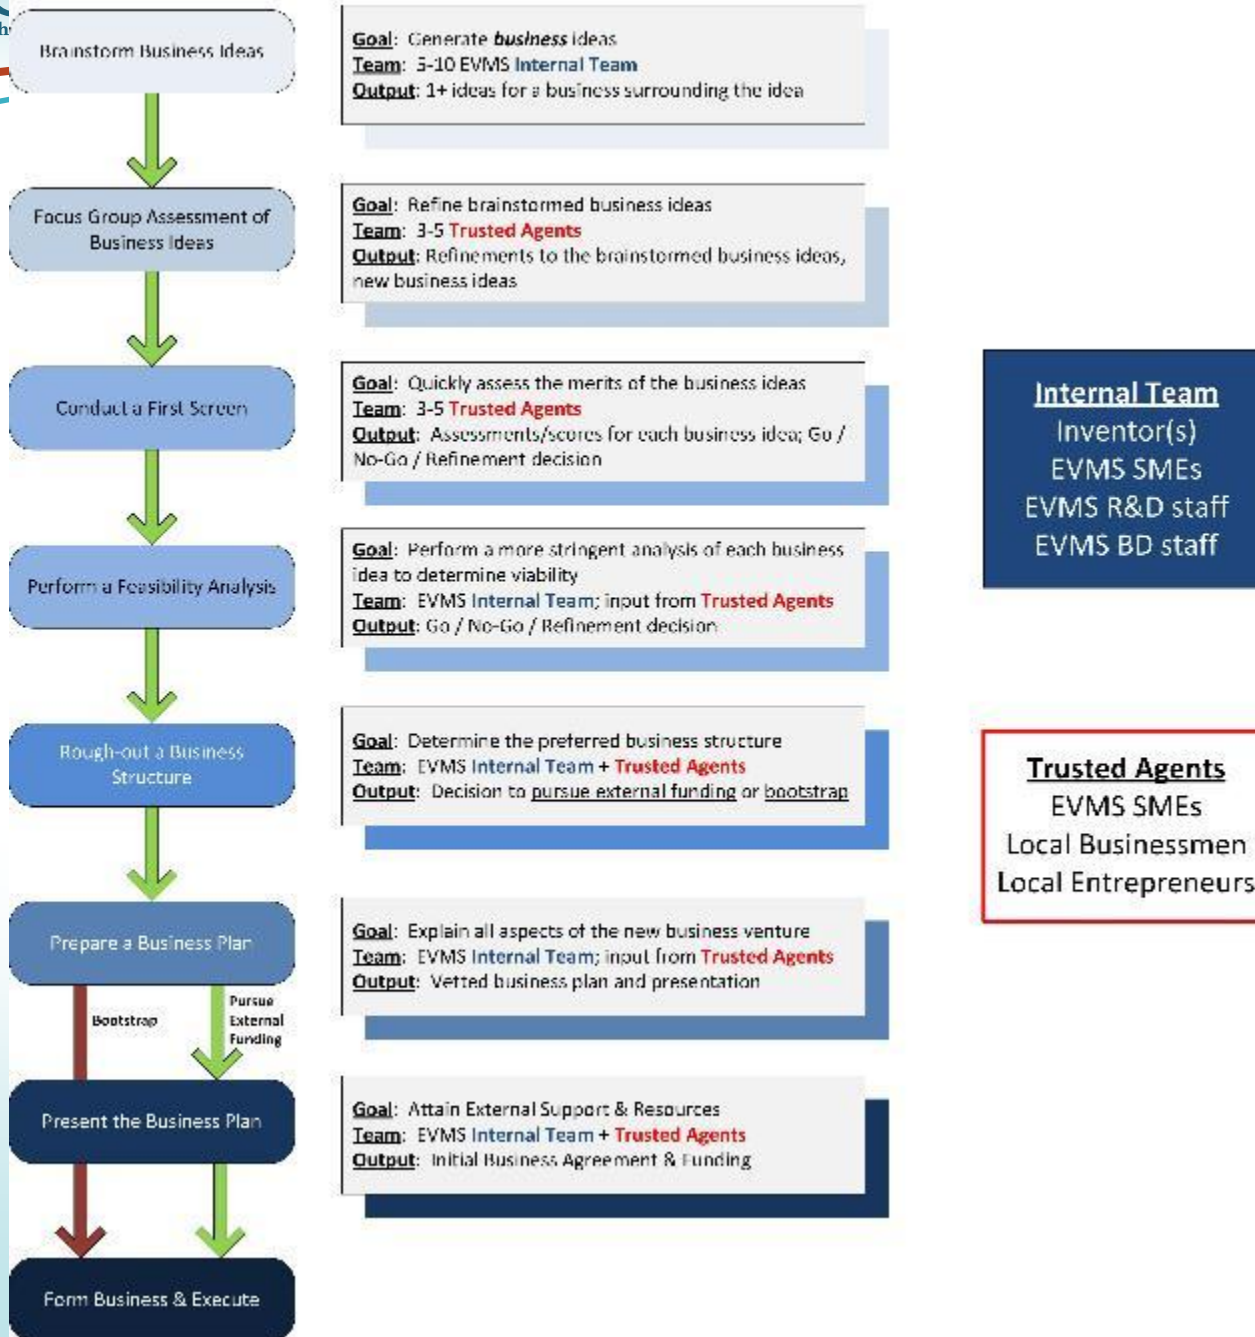 Brainstorm Business Ideas
Goal: Generate business ideas
Team: 5-10 EVMS Internal Team
Output: 1+ ideas for a business surrounding the idea
Focus Group Assessment of
Business Ideas
Goal: Refine brainstormed business ideas
Team: 3-5 Trusted Agents
Output: Refinements to the brainstormed business ideas,
new business ideas
Conduct a First Screen
Goal: Quickly assess the merits of the business ideas
Team: 3-5 Trusted Agents
Output: Assessments/scores for each business idea; Go /
No-Go / Refinement decision
Perform a Feasibility Analysis
Goal: Perform a more stringent analysis of each business
idea to determine viability
Team: EVMS Internal Team; input from Trusted Agents
Output: Go / No-Go / Refinement decision
Rough-out a Business
Structure
Goal: Determine the preferred business structure
Team: EVMS Internal Team + Trusted Agents
Output: Decision to pursue external funding or bootstrap
Prepare a Business Plan
Goal: Explain all aspects of the new business venture
Team: EVMS Internal Team; input from Trusted Agents
Output: Vetted business plan and presentation
Bootstrap
Pursue
External
Funding
Present the Business Plan
Goal: Attain External Support & Resources
Team: EVMS Internal Team + Trusted Agents
Output: Initial Business Agreement & Funding
Form Business & Execute
Internal Team
Inventor(s)
EVMS SMEs
EVMS R&D staff
EVMS BD staff
Trusted Agents
EVMS SMEs
Local Businessmen
Local Entrepreneurs